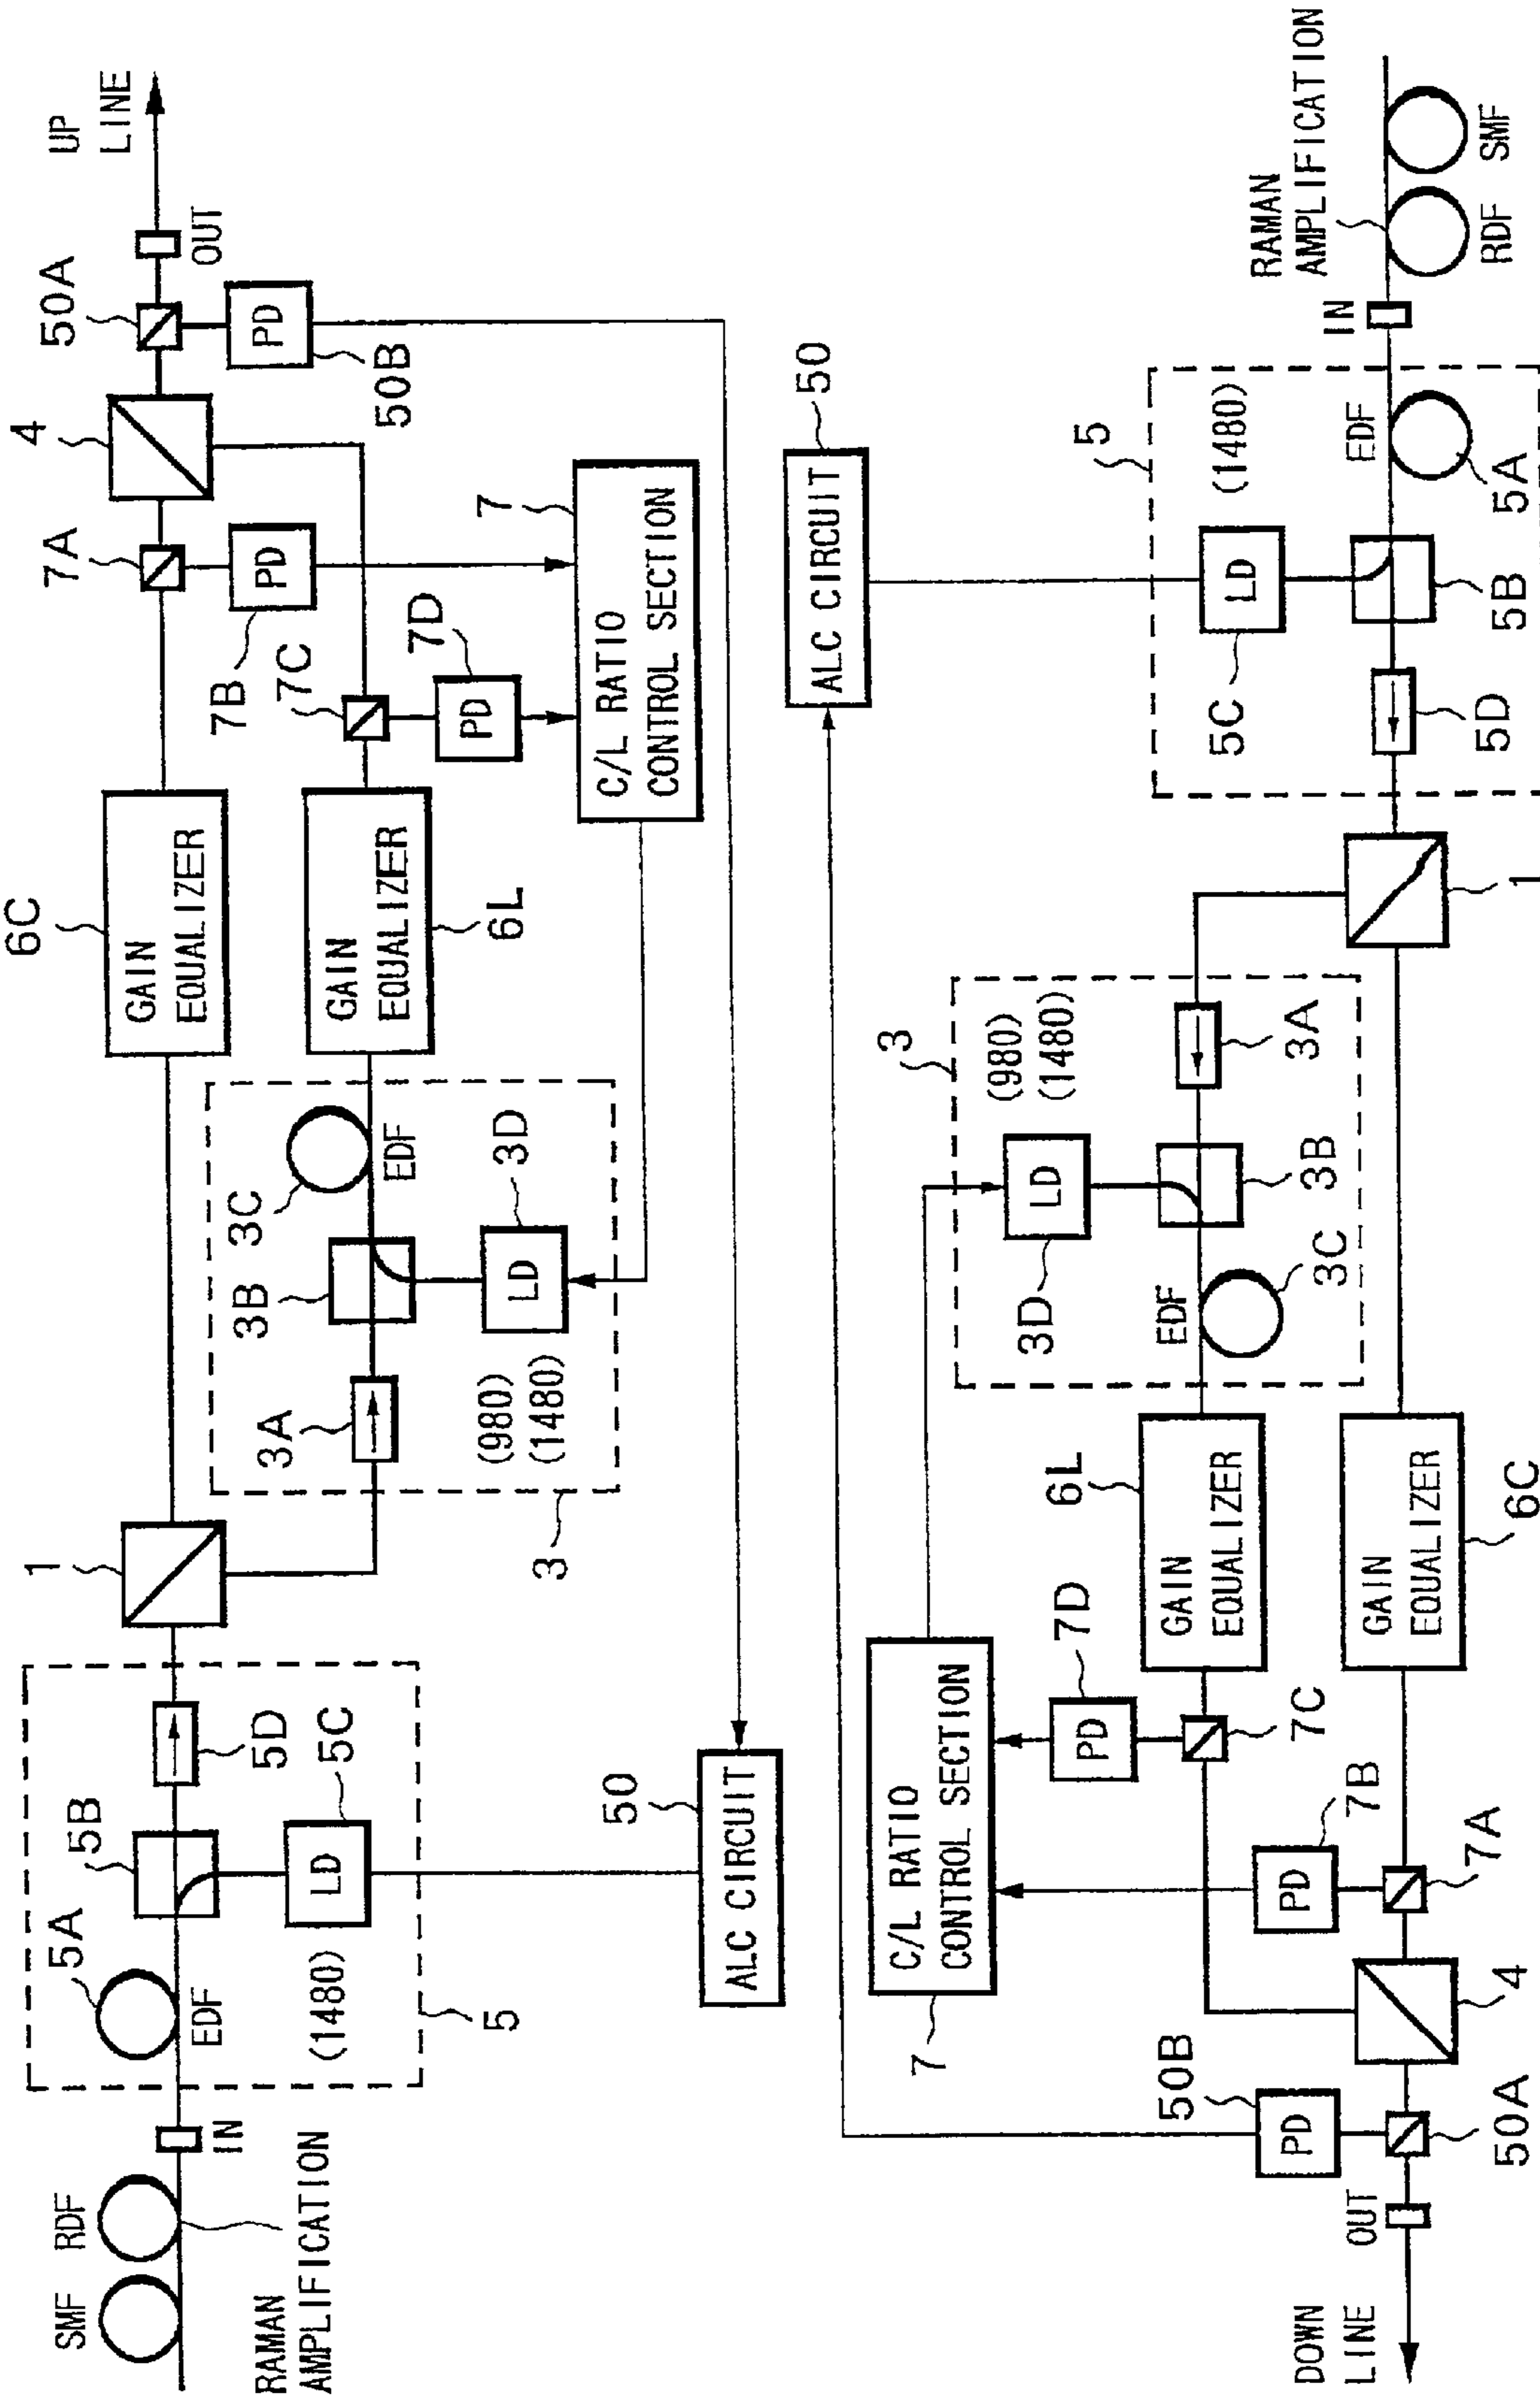 UP
LINE
50A
OUT
PD
50B
4
7A
PD
7B
7C
7D
PD
7
C/L RATIO
CONTROL SECTION
6C
GAIN
EQUALIZER
GAIN
EQUALIZER
6L
3C
EDF
3D
3B
LD
3A
(980)
(1480)
3
1
5D
5B
5C
LD
5A
EDF
(1480)
5
50
ALC CIRCUIT
IN
RDF
SMF
RAMAN
AMPLIFICATION
RAMAN
AMPLIFICATION
SMF
RDF
IN
50
ALC CIRCUIT
5
(1480)
EDF
5A
LD
5C
5B
5D
1
3
(980)
(1480)
3A
LD
3D
3B
3C
EDF
6L
GAIN
EQUALIZER
GAIN
EQUALIZER
6C
7D
PD
7C
C/L RATIO
CONTROL SECTION
7
7B
PD
7A
4
50B
PD
50A
OUT
DOWN
LINE